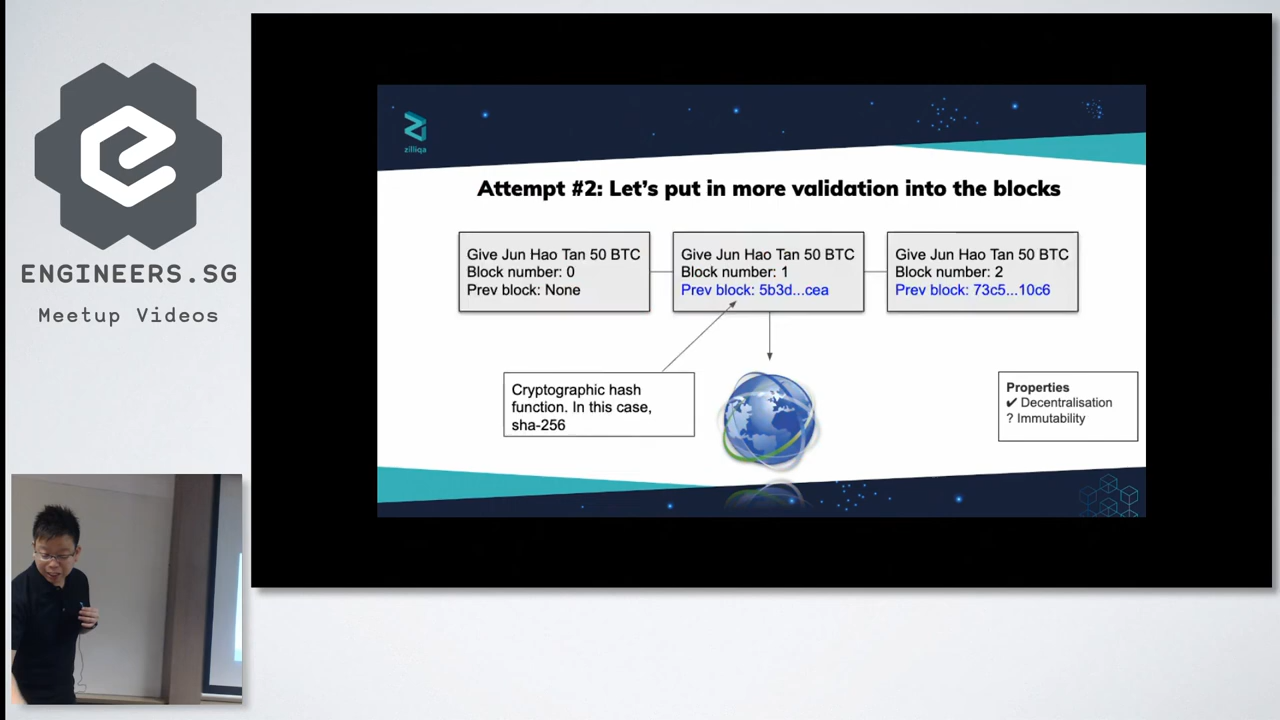 ENGINEERS.SG
Meetup Videos
zilliqa
Attempt #2: Let's put in more validation into the blocks
Give Jun Hao Tan 50 BTC
Block number: 0
Prev block: None
Give Jun Hao Tan 50 BTC
Block number: 1
Prev block: 5b3d...cea
Give Jun Hao Tan 50 BTC
Block number: 2
Prev block: 73c5...10c6
Cryptographic hash
function. In this case,
sha-256
Properties
✔ Decentralisation
? Immutability